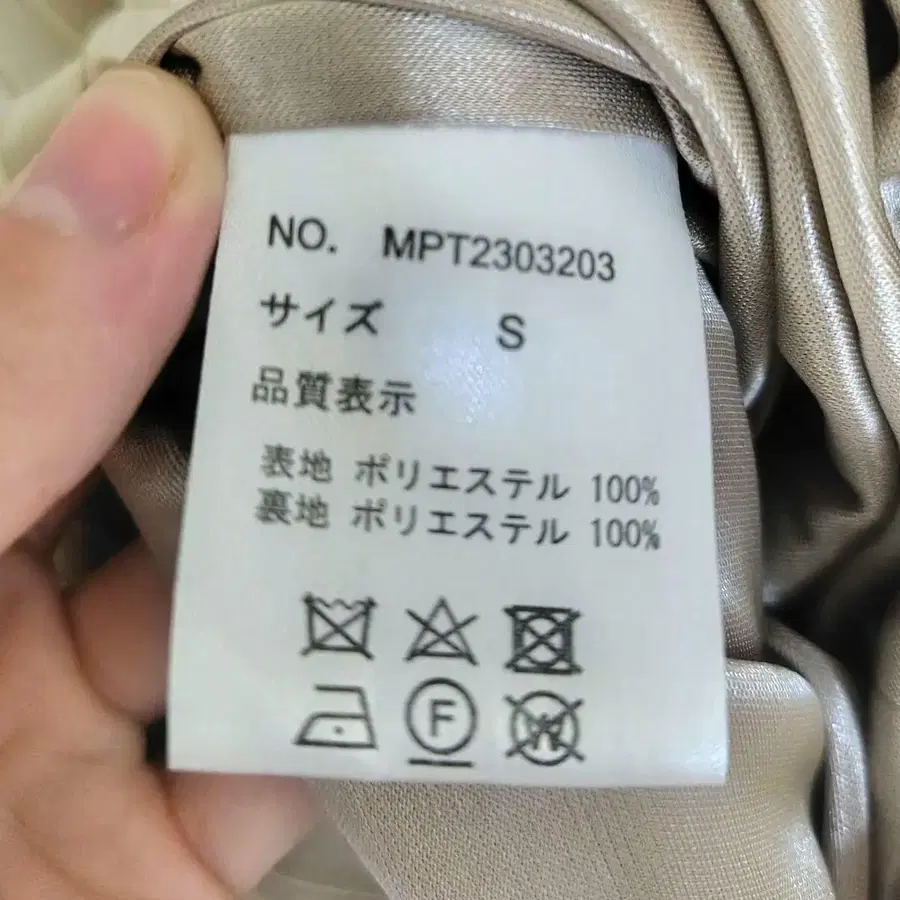 NO. MPT2303203
サイズ S
品質表示
表地 ポリエステル 100%
裏地 ポリエステル 100%
F W